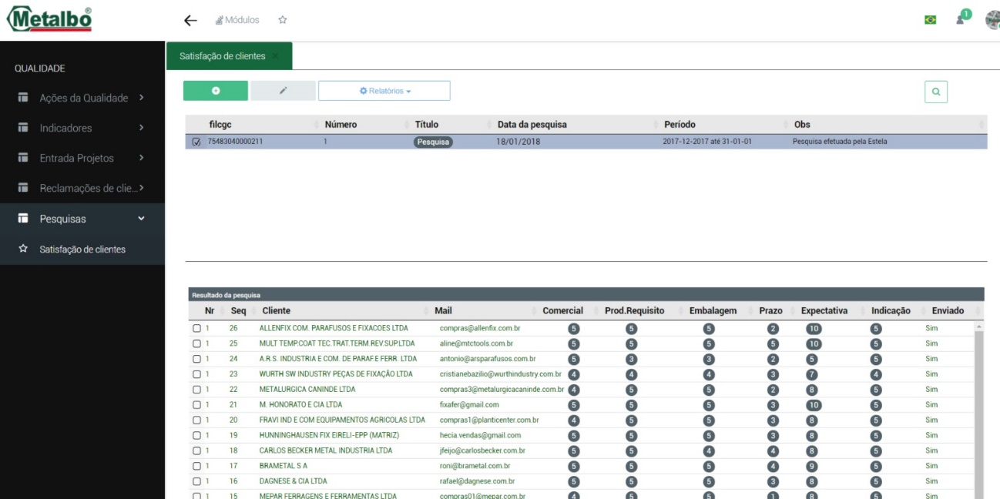 Metalbo®
Módulos
1
QUALIDADE
Ações da Qualidade
Indicadores
Entrada Projetos
Reclamações de clie...
Pesquisas
Satisfação de clientes
Satisfação de clientes ×
Relatórios
filcgc Número Título Data da pesquisa Período Obs
75483040000211 1 Pesquisa 18/01/2018 2017-12-2017 até 31-01-01 Pesquisa efetuada pela Estela
Resultado da pesquisa
Nr Seq Cliente Mail Comercial Prod.Requisito Embalagem Prazo Expectativa Indicação Enviado
1 26 ALLENFIX COM. PARAFUSOS E FIXACOES LTDA compras@allenfix.com.br 5 5 5 2 10 5 Sim
1 25 MULT TEMP.COAT TEC.TRAT.TERM.REV.SUP.LTDA aline@mtctools.com.br 5 5 5 5 10 5 Sim
1 24 A.R.S. INDUSTRIA E COM. DE PARAF.E FERR. LTDA antonio@arsparafusos.com.br 5 3 3 2 5 5 Sim
1 23 WURTH SW INDUSTRY PEÇAS DE FIXAÇÃO LTDA cristianebazilio@wurthindustry.com.br 4 4 4 3 7 4 Sim
1 22 METALURGICA CANINDE LTDA compras3@metalurgicacaninde.com.br 4 5 5 2 8 5 Sim
1 21 M. HONORATO E CIA LTDA fixafer@gmail.com 5 5 5 3 10 5 Sim
1 20 FRAVI IND E COM EQUIPAMENTOS AGRICOLAS LTDA compras1@planticenter.com.br 4 5 5 3 8 5 Sim
1 19 HUNNINGHAUSEN FIX EIRELI-EPP (MATRIZ) hecia.vendas@gmail.com 5 5 5 3 8 5 Sim
1 18 CARLOS BECKER METAL INDUSTRIA LTDA jfeijo@carlosbecker.com.br 5 5 4 4 8 5 Sim
1 17 BRAMETAL S A roni@brametal.com.br 5 5 5 4 9 5 Sim
1 16 DAGNESE & CIA LTDA rafael@dagnese.com.br 5 5 5 3 8 5 Sim
1 15 MEPAR FERRAGENS E FERRAMENTAS LTDA compras01@mepar.com.br 4 5 5 1 8 5 Sim